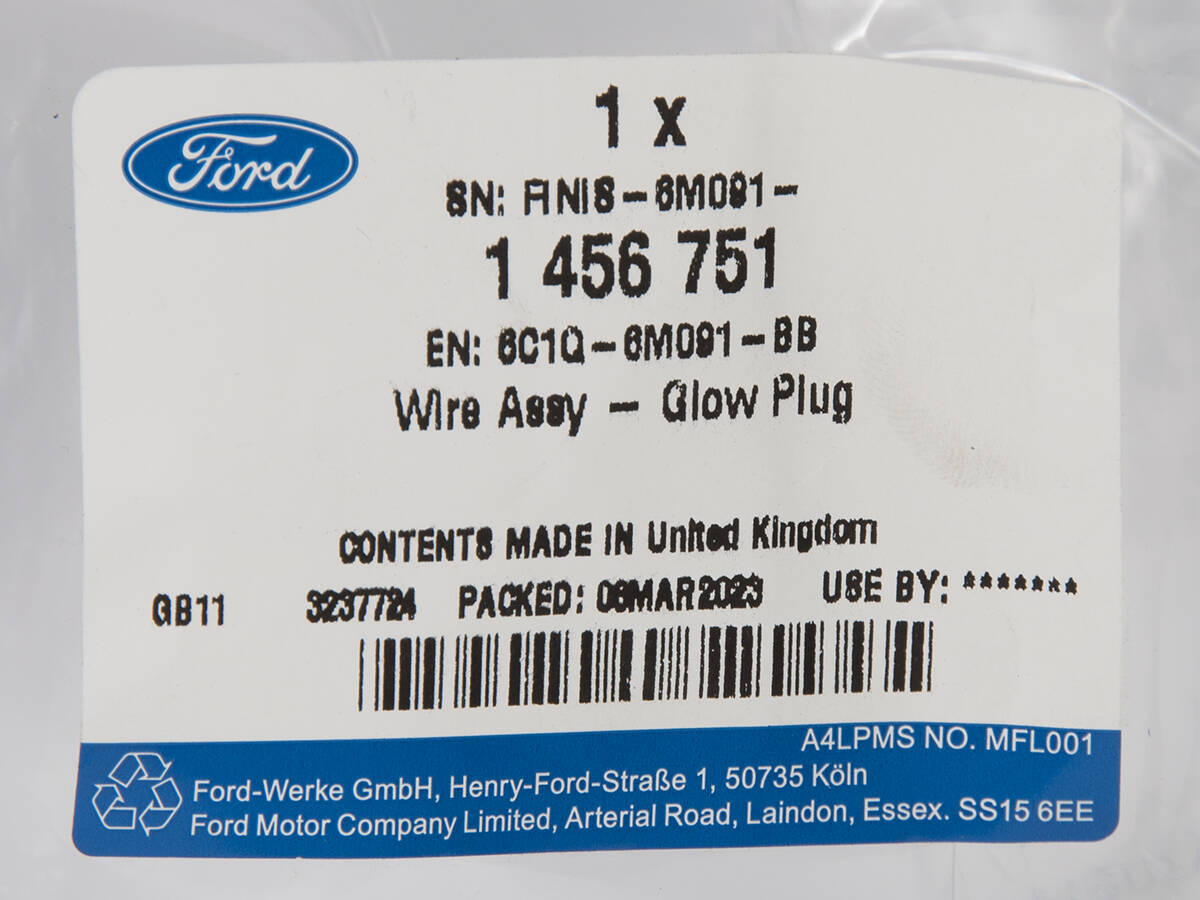 Ford
1 x
SN: FINIS-6M091-
1 456 751
EN: 6C1Q-6M091-BB
Wire Assy - Glow Plug
CONTENTS MADE IN United Kingdom
GB11 3237724 PACKED: 06MAR2023 USE BY: *******
A4LPMS NO. MFL001
Ford-Werke GmbH, Henry-Ford-Straße 1, 50735 Köln
Ford Motor Company Limited, Arterial Road, Laindon, Essex. SS15 6EE